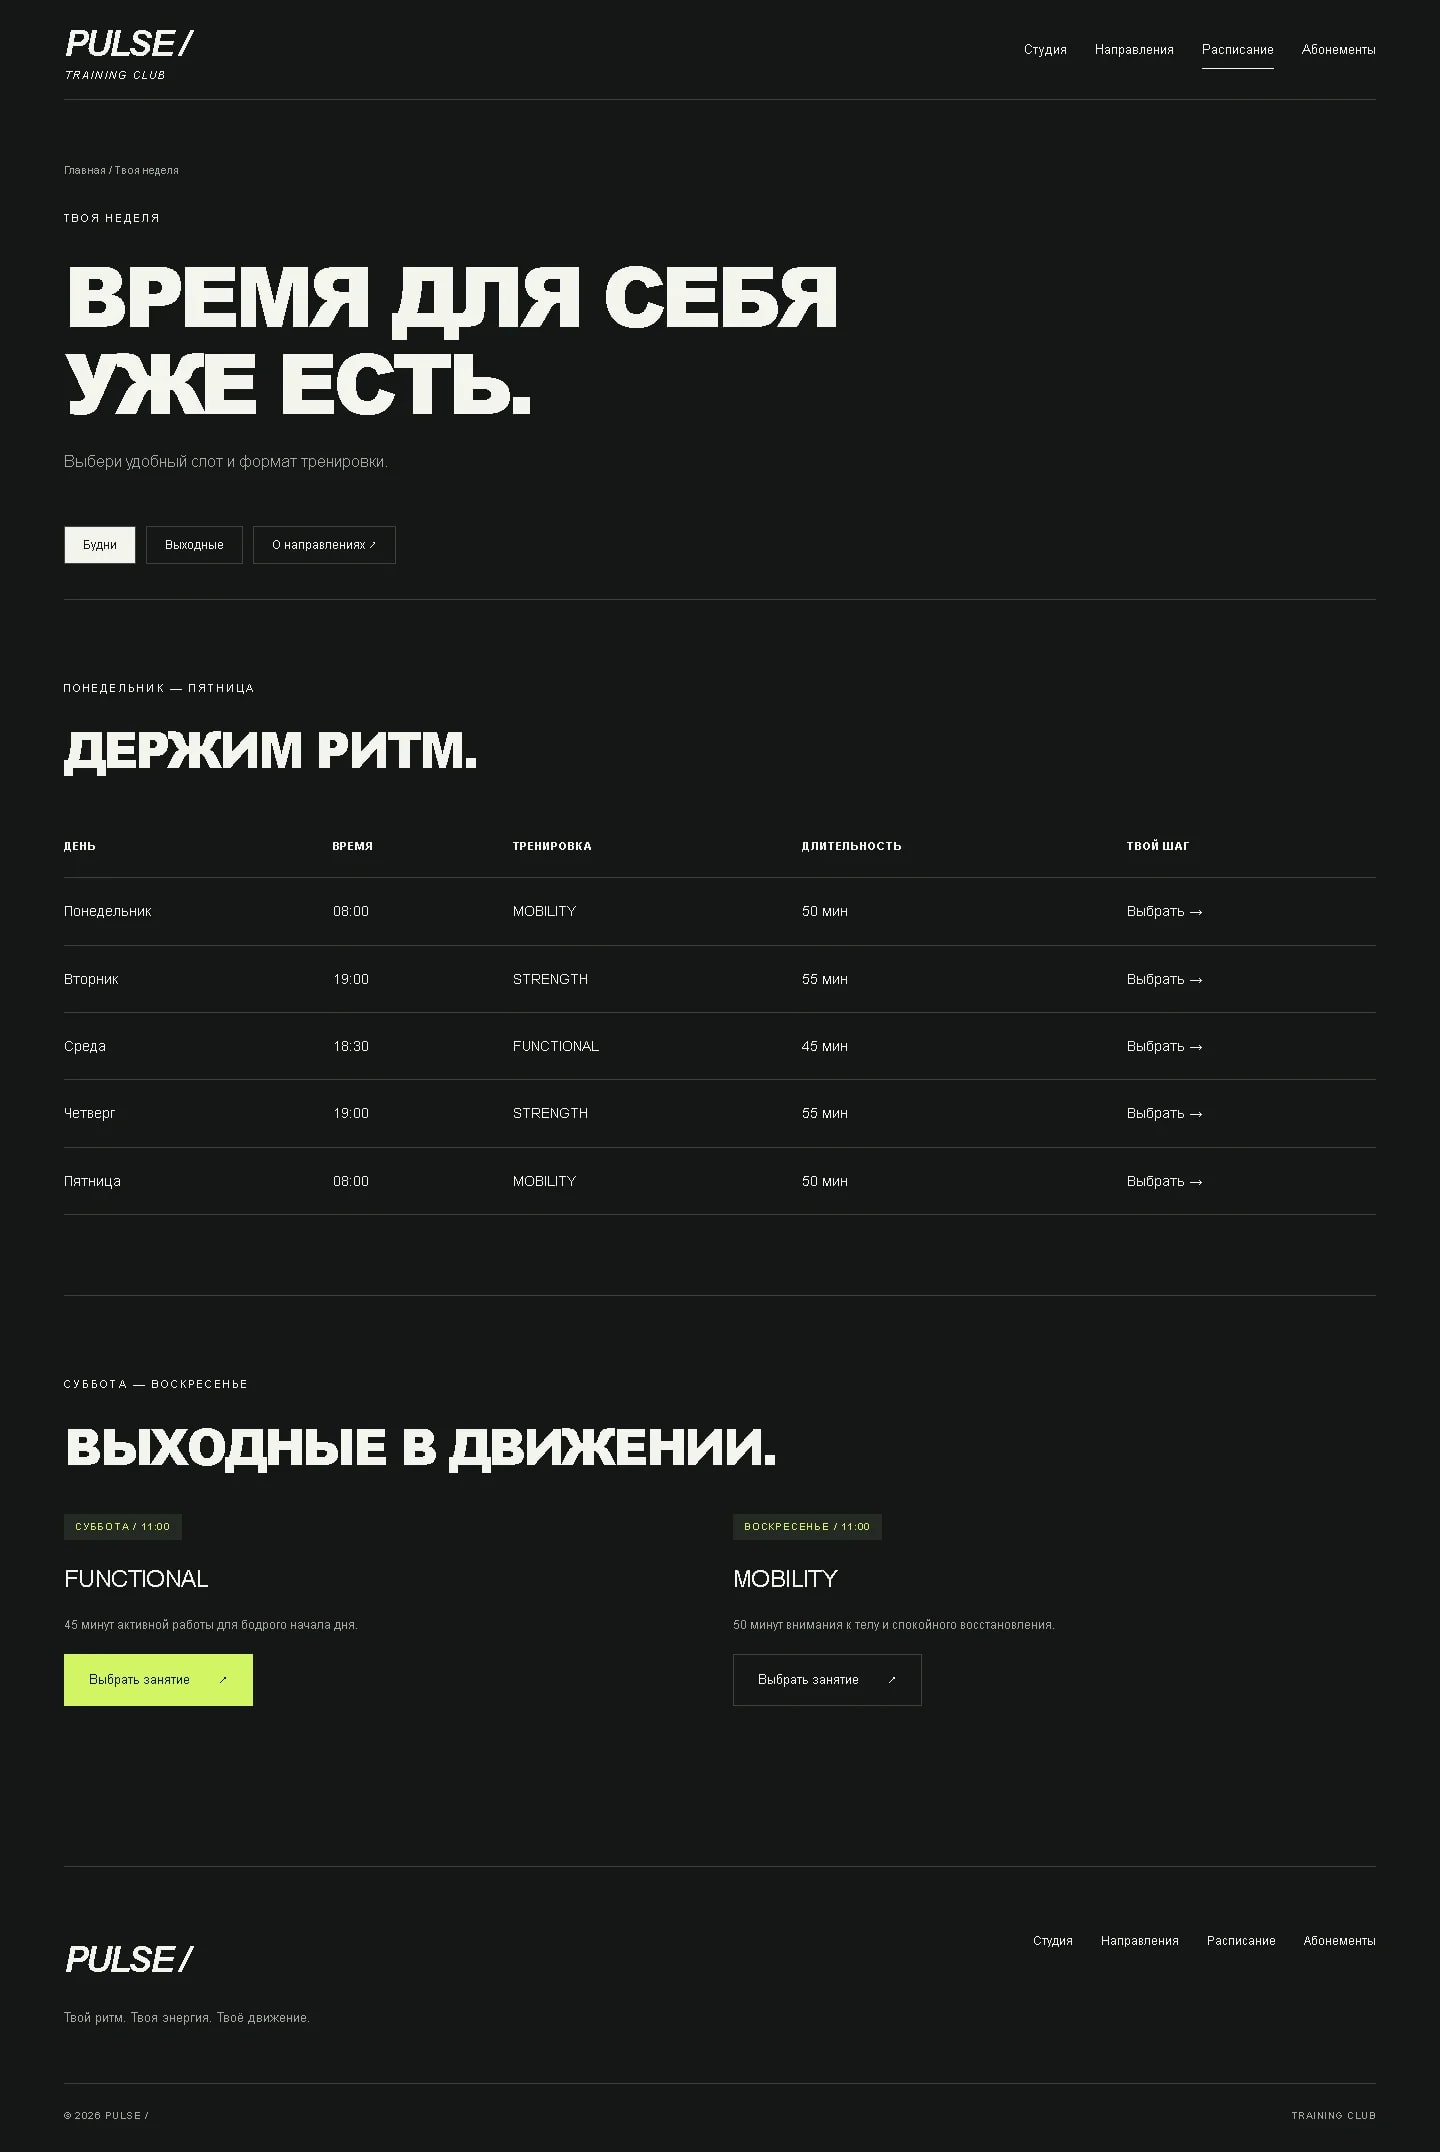 PULSE /
TRAINING CLUB
Студия Направления Расписание Абонементы
Главная / Твоя неделя
ТВОЯ НЕДЕЛЯ
ВРЕМЯ ДЛЯ СЕБЯ
УЖЕ ЕСТЬ.
Выбери удобный слот и формат тренировки.
Будни Выходные О направлениях ↗
ПОНЕДЕЛЬНИК — ПЯТНИЦА
ДЕРЖИМ РИТМ.
ДЕНЬ ВРЕМЯ ТРЕНИРОВКА ДЛИТЕЛЬНОСТЬ ТВОЙ ШАГ
Понедельник 08:00 MOBILITY 50 мин Выбрать →
Вторник 19:00 STRENGTH 55 мин Выбрать →
Среда 18:30 FUNCTIONAL 45 мин Выбрать →
Четверг 19:00 STRENGTH 55 мин Выбрать →
Пятница 08:00 MOBILITY 50 мин Выбрать →
СУББОТА — ВОСКРЕСЕНЬЕ
ВЫХОДНЫЕ В ДВИЖЕНИИ.
СУББОТА / 11:00
FUNCTIONAL
45 минут активной работы для бодрого начала дня.
Выбрать занятие ↗
ВОСКРЕСЕНЬЕ / 11:00
MOBILITY
50 минут внимания к телу и спокойного восстановления.
Выбрать занятие ↗
PULSE /
Студия Направления Расписание Абонементы
Твой ритм. Твоя энергия. Твоё движение.
© 2026 PULSE /
TRAINING CLUB